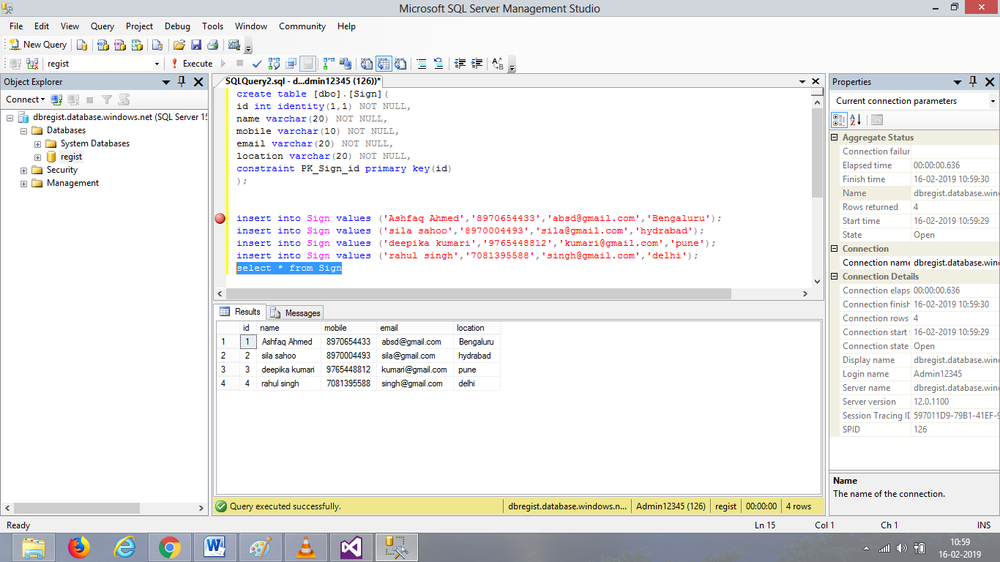 Microsoft SQL Server Management Studio
File Edit View Query Project Debug Tools Window Community Help
New Query
regist Execute
Object Explorer
Connect
dbregist.database.windows.net (SQL Server 15
Databases
System Databases
regist
Security
Management
SQLQuery2.sql - d...dmin12345 (126))*
create table [dbo].[Sign](
id int identity(1,1) NOT NULL,
name varchar(20) NOT NULL,
mobile varchar(10) NOT NULL,
email varchar(20) NOT NULL,
location varchar(20) NOT NULL,
constraint PK_Sign_id primary key(id)
);
insert into Sign values ('Ashfaq Ahmed','8970654433','absd@gmail.com','Bengaluru');
insert into Sign values ('sila sahoo','8970004493','sila@gmail.com','hydrabad');
insert into Sign values ('deepika kumari','9765448812','kumari@gmail.com','pune');
insert into Sign values ('rahul singh','7081395588','singh@gmail.com','delhi');
select * from Sign
Results Messages
id name mobile email location
1 1 Ashfaq Ahmed 8970654433 absd@gmail.com Bengaluru
2 2 sila sahoo 8970004493 sila@gmail.com hydrabad
3 3 deepika kumari 9765448812 kumari@gmail.com pune
4 4 rahul singh 7081395588 singh@gmail.com delhi
Query executed successfully. dbregist.database.windows.n... Admin12345 (126) regist 00:00:00 4 rows
Properties
Current connection parameters
Aggregate Status
Connection failur
Elapsed time 00:00:00.636
Finish time 16-02-2019 10:59:30
Name dbregist.database.wind
Rows returned 4
Start time 16-02-2019 10:59:29
State Open
Connection
Connection name dbregist.database.wind
Connection Details
Connection elaps 00:00:00.636
Connection finish 16-02-2019 10:59:30
Connection rows 4
Connection start 16-02-2019 10:59:29
Connection state Open
Display name dbregist.database.wind
Login name Admin12345
Server name dbregist.database.wind
Server version 12.0.1100
Session Tracing ID 597011D9-79B1-41EF-9
SPID 126
Name
The name of the connection.
Ready Ln 15 Col 1 Ch 1 INS
10:59
16-02-2019